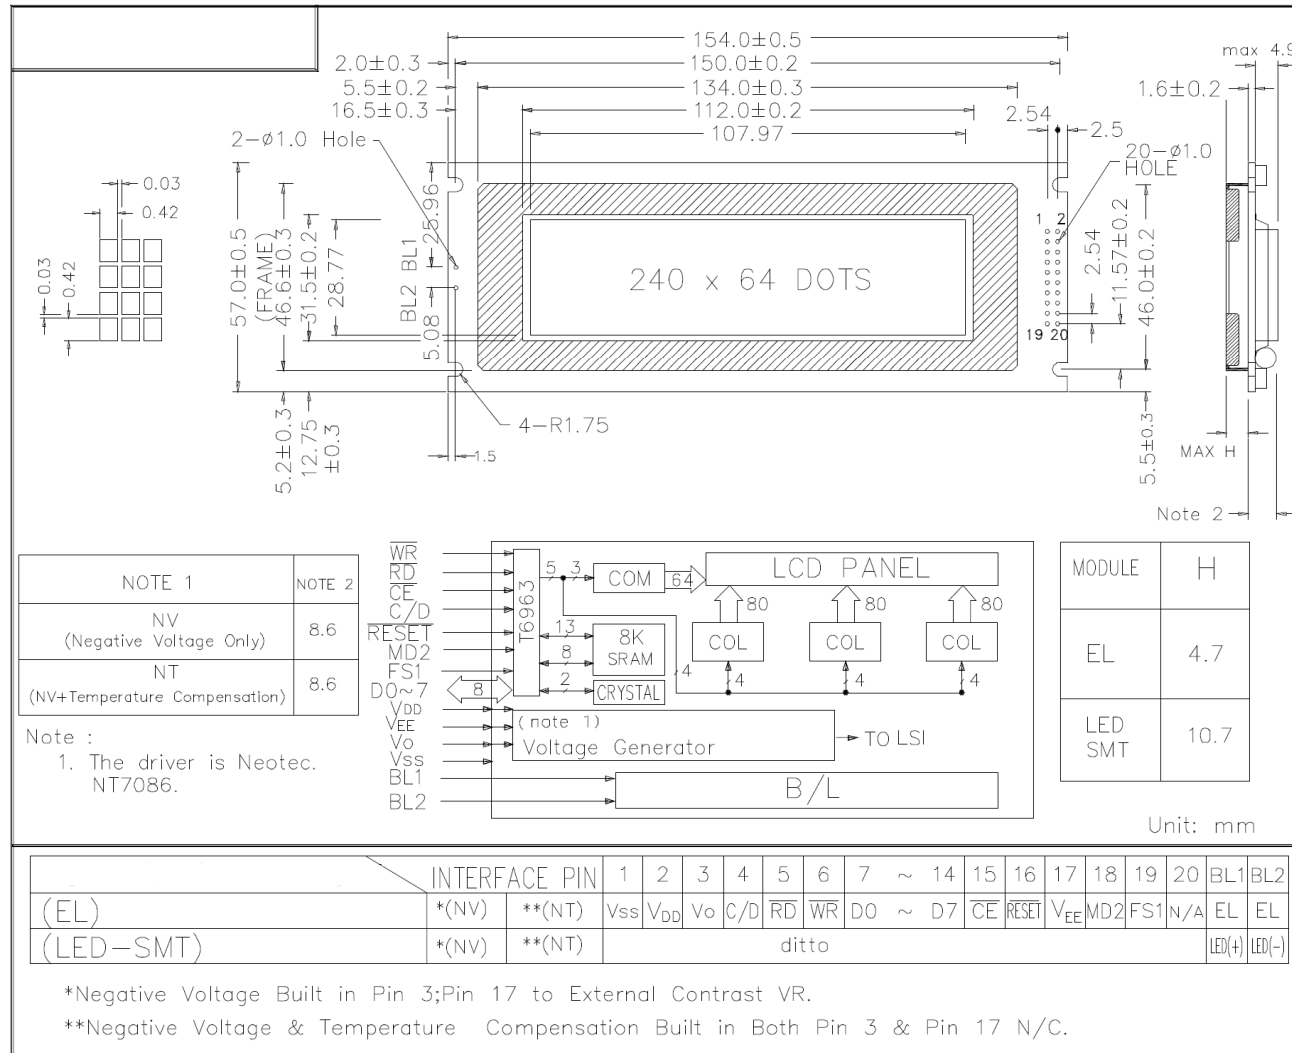 154.0±0.5
max 4.9
2.0±0.3
150.0±0.2
5.5±0.2
134.0±0.3
1.6±0.2
16.5±0.3
112.0±0.2
2.54
2.5
2-ø1.0 Hole
107.97
20-ø1.0
HOLE
0.03
0.42
0.03
0.42
57.0±0.5
(FRAME)
46.6±0.3
31.5±0.2
28.77
25.96
BL1
BL2
5.08
240 x 64 DOTS
1 2
19 20
2.54
11.57±0.2
46.0±0.2
5.2±0.3
12.75
±0.3
4-R1.75
1.5
5.5±0.3
MAX H
Note 2
NOTE 1 NOTE 2
NV
(Negative Voltage Only) 8.6
NT
(NV+Temperature Compensation) 8.6
Note :
1. The driver is Neotec.
NT7086.
WR
RD
CE
C/D
RESET
MD2
FS1
D0~7
VDD
VEE
Vo
Vss
BL1
BL2
T6963
8
5 3
COM
64
LCD PANEL
80 80 80
COL COL COL
4
4 4 4
13
8
2
8K
SRAM
CRYSTAL
(note 1)
Voltage Generator
TO LSI
B/L
MODULE H
EL 4.7
LED
SMT 10.7
Unit: mm
INTERFACE PIN 1 2 3 4 5 6 7 ~ 14 15 16 17 18 19 20 BL1 BL2
(EL) *(NV) **(NT) Vss VDD Vo C/D RD WR D0 ~ D7 CE RESET VEE MD2 FS1 N/A EL EL
(LED-SMT) *(NV) **(NT) ditto LED(+) LED(-)
*Negative Voltage Built in Pin 3;Pin 17 to External Contrast VR.
**Negative Voltage & Temperature Compensation Built in Both Pin 3 & Pin 17 N/C.